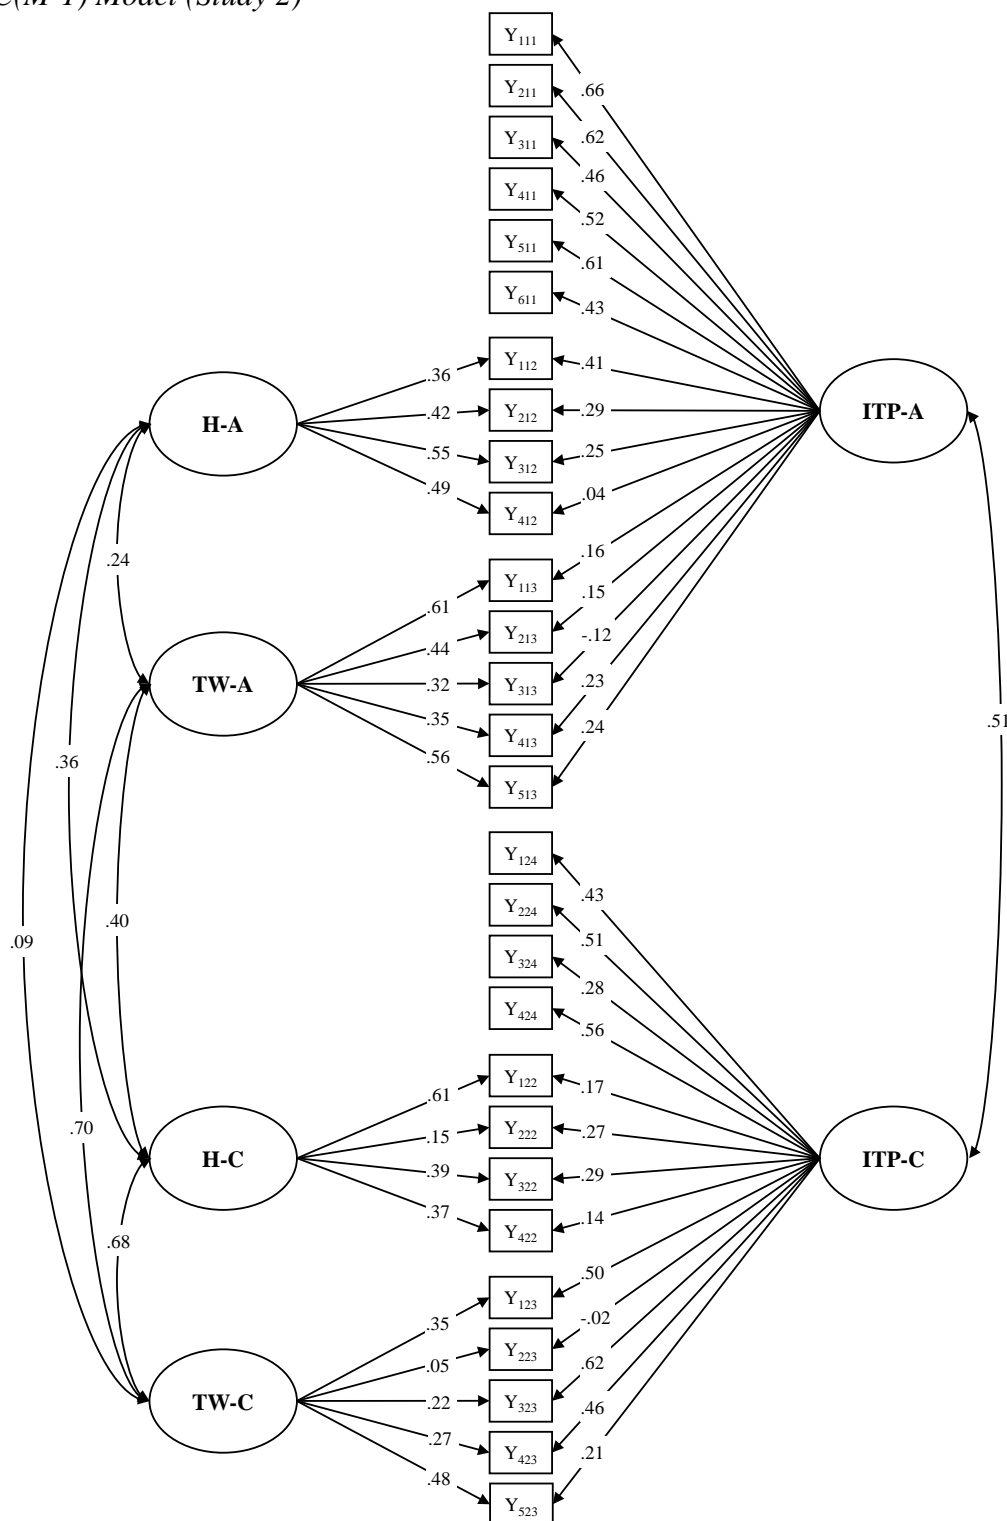 C(M-1) Model (Study 2)
Y111
.66
Y211
.62
Y311
.46
Y411
.52
Y511
.61
Y611
.43
H-A
.36
Y112
.41
.42
Y212
.29
.55
Y312
.25
.49
Y412
.04
ITP-A
.24
TW-A
.61
Y113
.16
.44
Y213
.15
.32
Y313
-.12
.35
Y413
.23
.56
Y513
.24
.51
.36
.40
.09
.70
Y124
.43
Y224
.51
Y324
.28
Y424
.56
H-C
.61
Y122
.17
.15
Y222
.27
.39
Y322
.29
.37
Y422
.14
ITP-C
.68
TW-C
.35
Y123
.50
.05
Y223
-.02
.22
Y323
.62
.27
Y423
.46
.48
Y523
.21